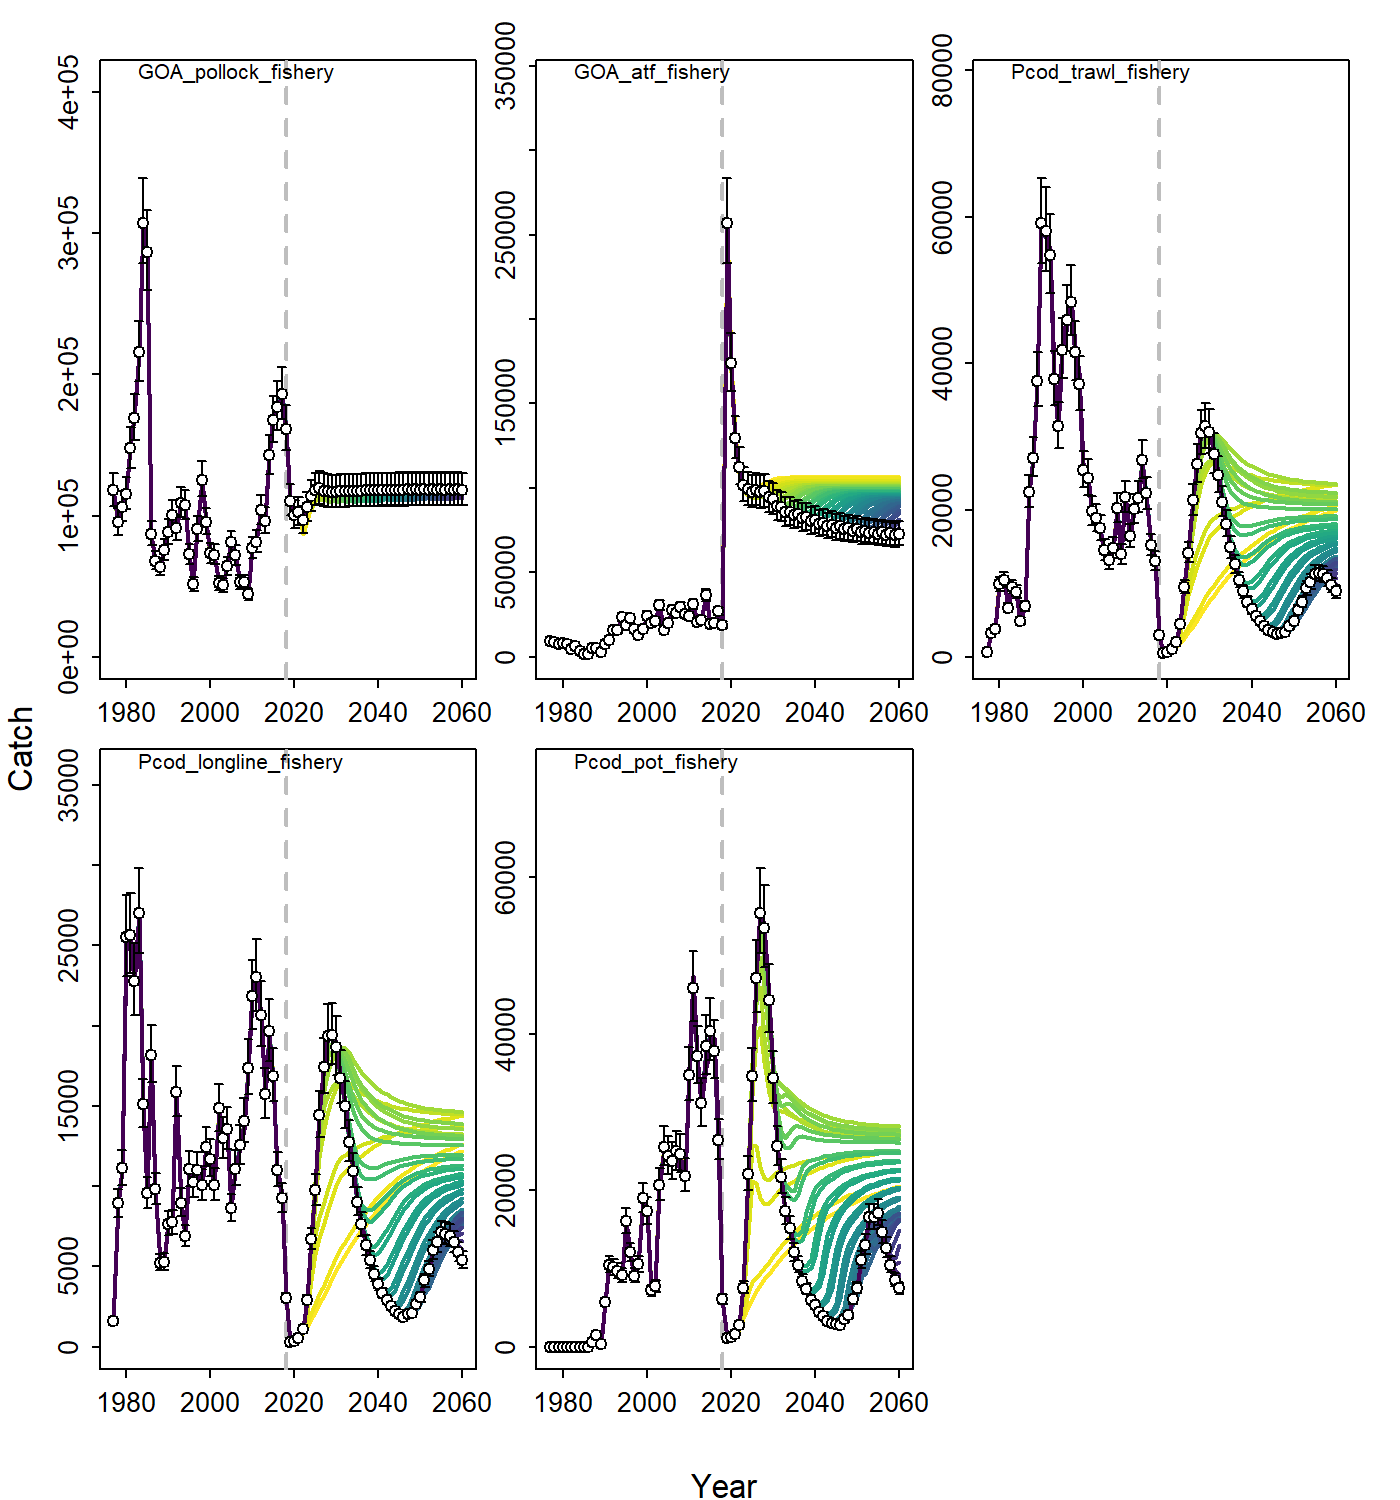 GOA_pollock_fishery
0e+00 1e+05 2e+05 3e+05 4e+05
1980 2000 2020 2040 2060
GOA_atf_fishery
0 50000 150000 250000 350000
1980 2000 2020 2040 2060
Pcod_trawl_fishery
0 20000 40000 60000 80000
1980 2000 2020 2040 2060
Catch
Pcod_longline_fishery
0 5000 15000 25000 35000
1980 2000 2020 2040 2060
Pcod_pot_fishery
0 20000 40000 60000
1980 2000 2020 2040 2060
Year